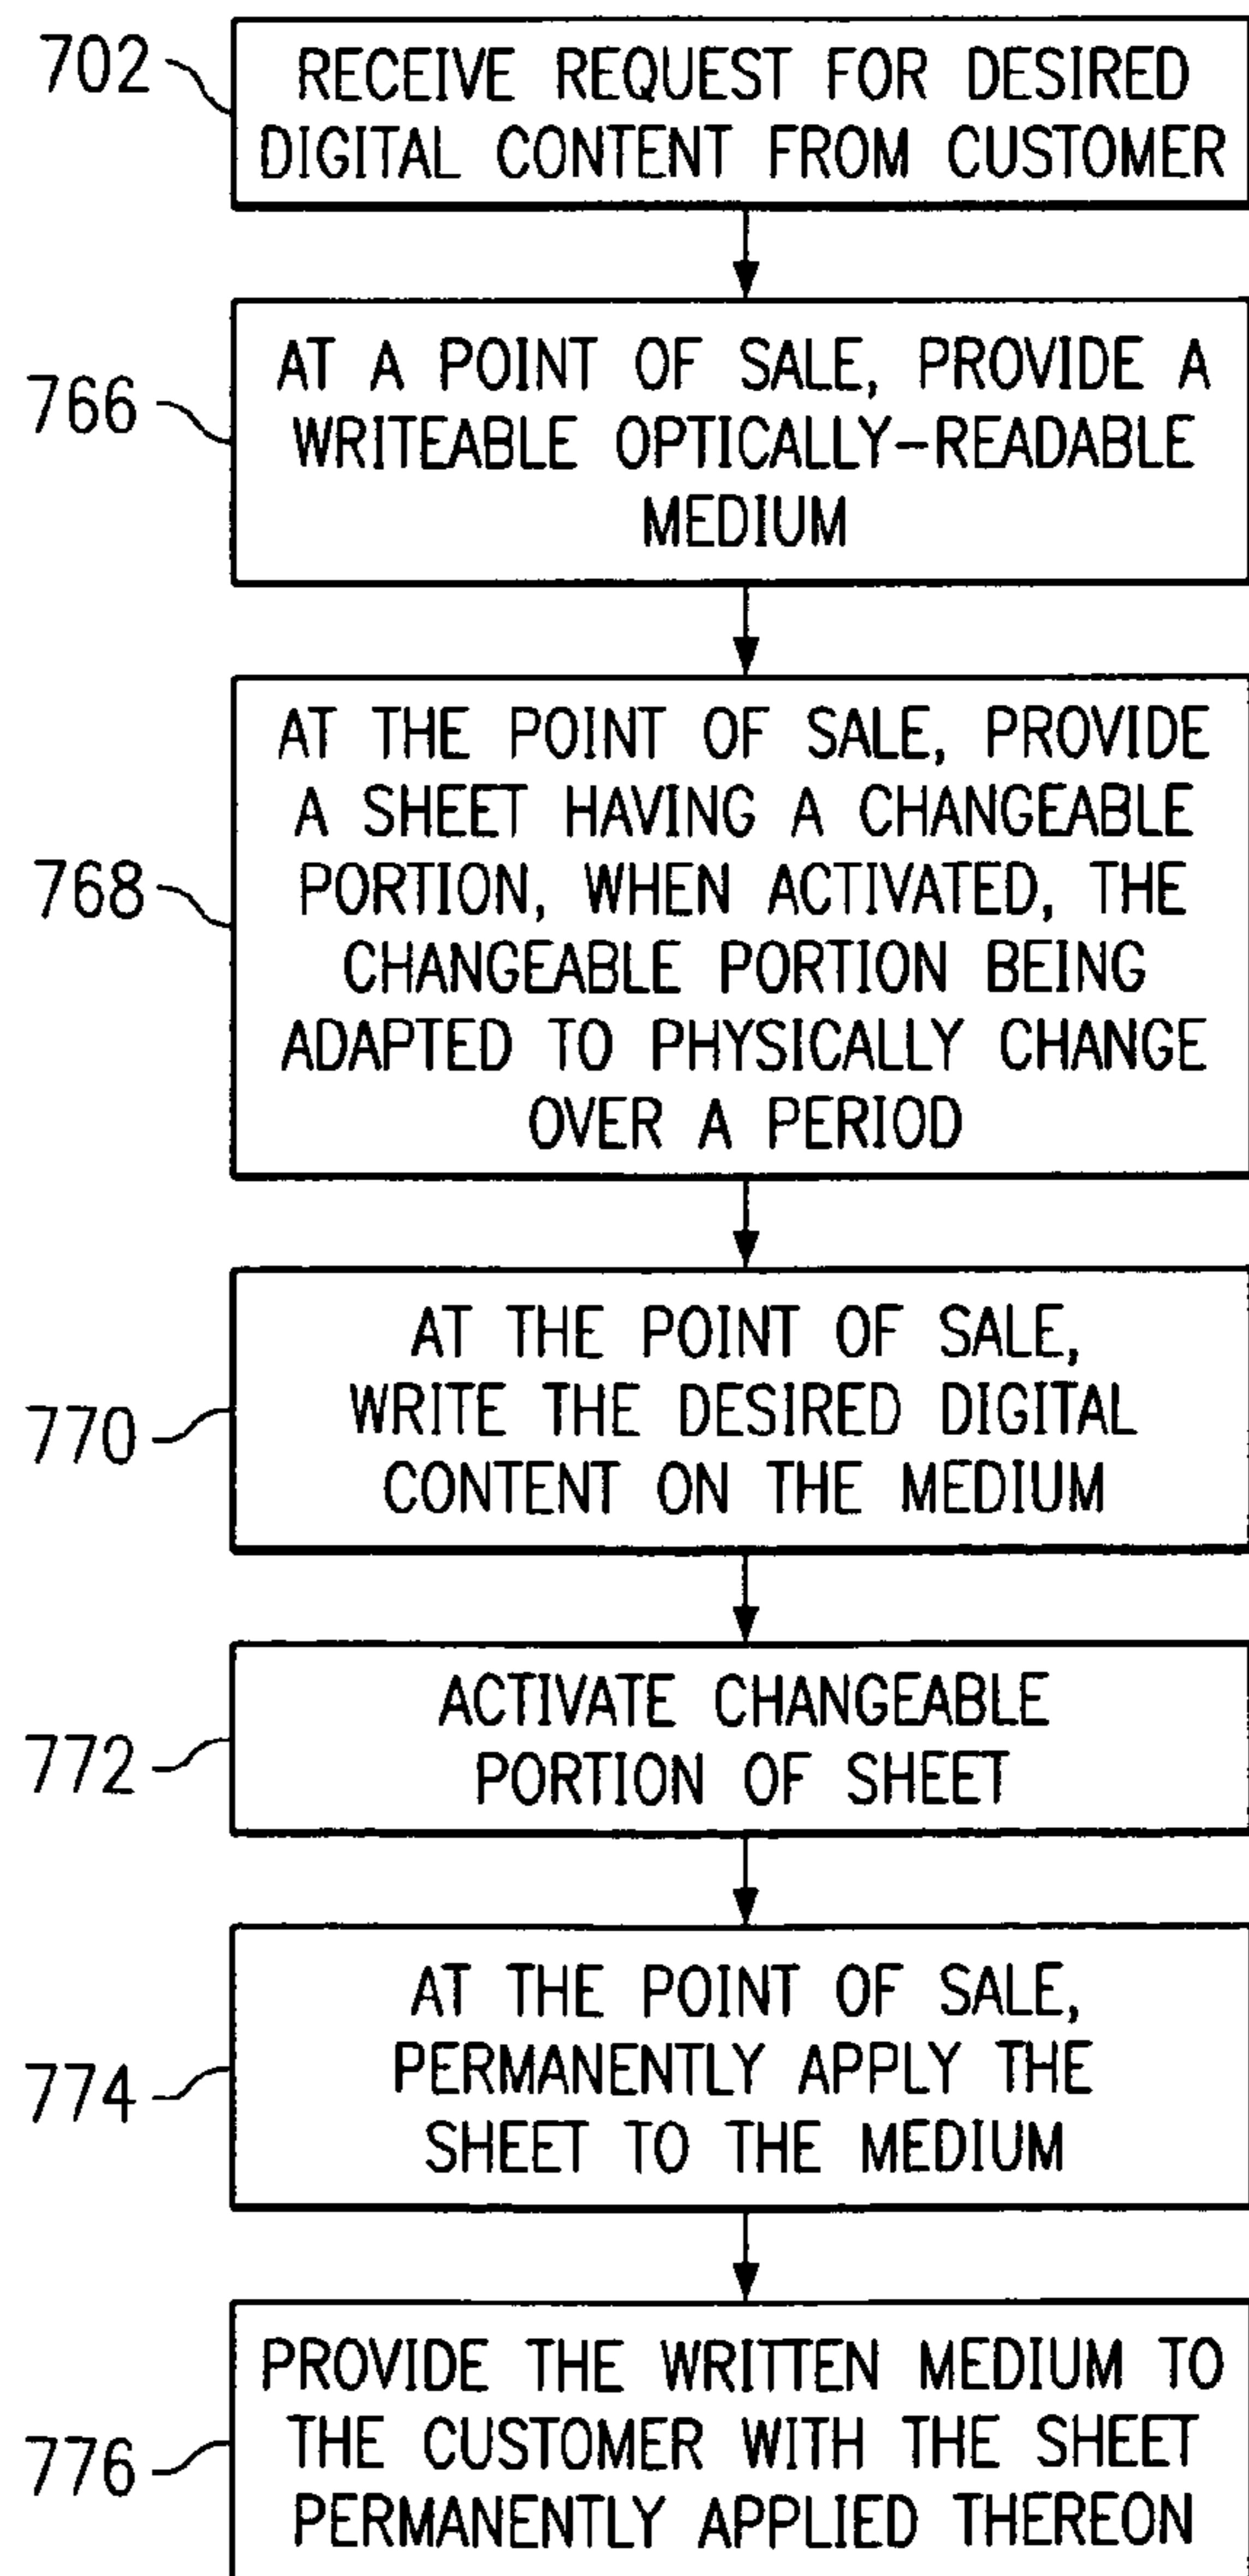 702
RECEIVE REQUEST FOR DESIRED
DIGITAL CONTENT FROM CUSTOMER
766
AT A POINT OF SALE, PROVIDE A
WRITEABLE OPTICALLY-READABLE
MEDIUM
768
AT THE POINT OF SALE, PROVIDE
A SHEET HAVING A CHANGEABLE
PORTION, WHEN ACTIVATED, THE
CHANGEABLE PORTION BEING
ADAPTED TO PHYSICALLY CHANGE
OVER A PERIOD
770
AT THE POINT OF SALE,
WRITE THE DESIRED DIGITAL
CONTENT ON THE MEDIUM
772
ACTIVATE CHANGEABLE
PORTION OF SHEET
774
AT THE POINT OF SALE,
PERMANENTLY APPLY THE
SHEET TO THE MEDIUM
776
PROVIDE THE WRITTEN MEDIUM TO
THE CUSTOMER WITH THE SHEET
PERMANENTLY APPLIED THEREON